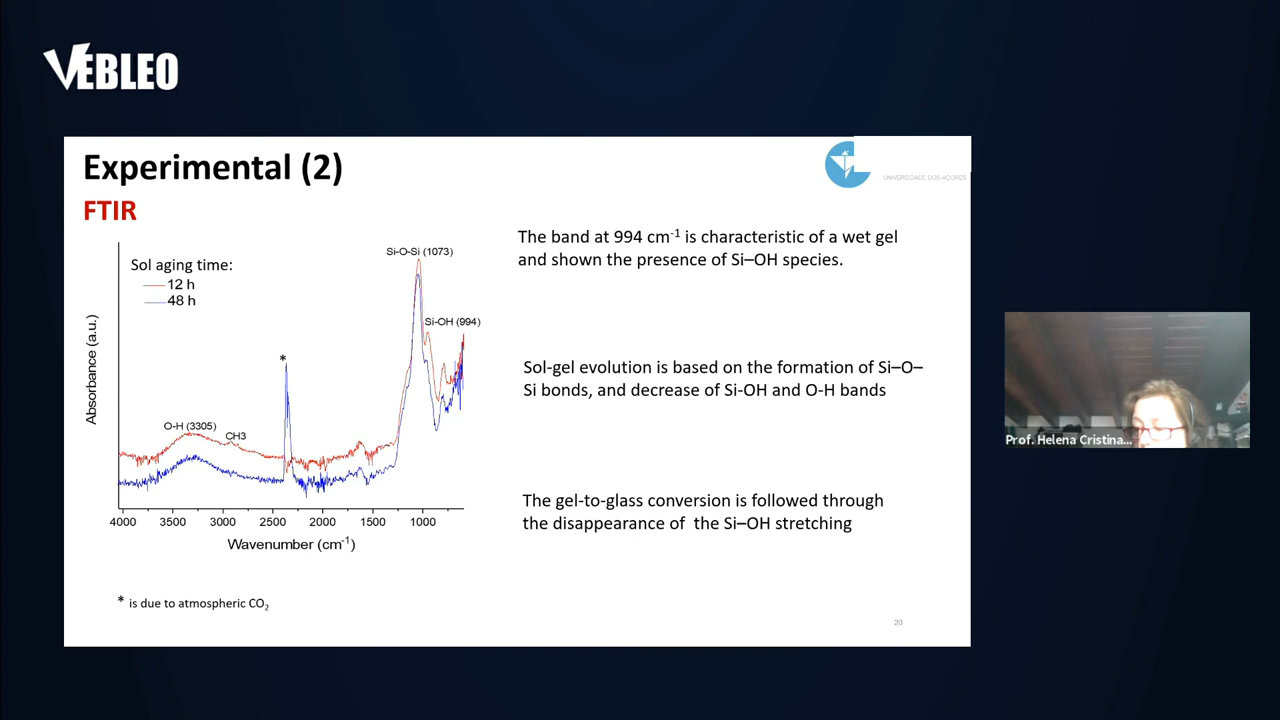 VEBLEO
Experimental (2)
FTIR
UNIVERSIDADE DOS AÇORES
Sol aging time:
12 h
48 h
Si-O-Si (1073)
Si-OH (994)
*
O-H (3305)
CH3
Absorbance (a.u.)
4000 3500 3000 2500 2000 1500 1000
Wavenumber (cm⁻¹)
* is due to atmospheric CO₂
The band at 994 cm⁻¹ is characteristic of a wet gel
and shown the presence of Si–OH species.
Sol-gel evolution is based on the formation of Si–O–
Si bonds, and decrease of Si-OH and O-H bands
The gel-to-glass conversion is followed through
the disappearance of the Si–OH stretching
20
Prof. Helena Cristina...